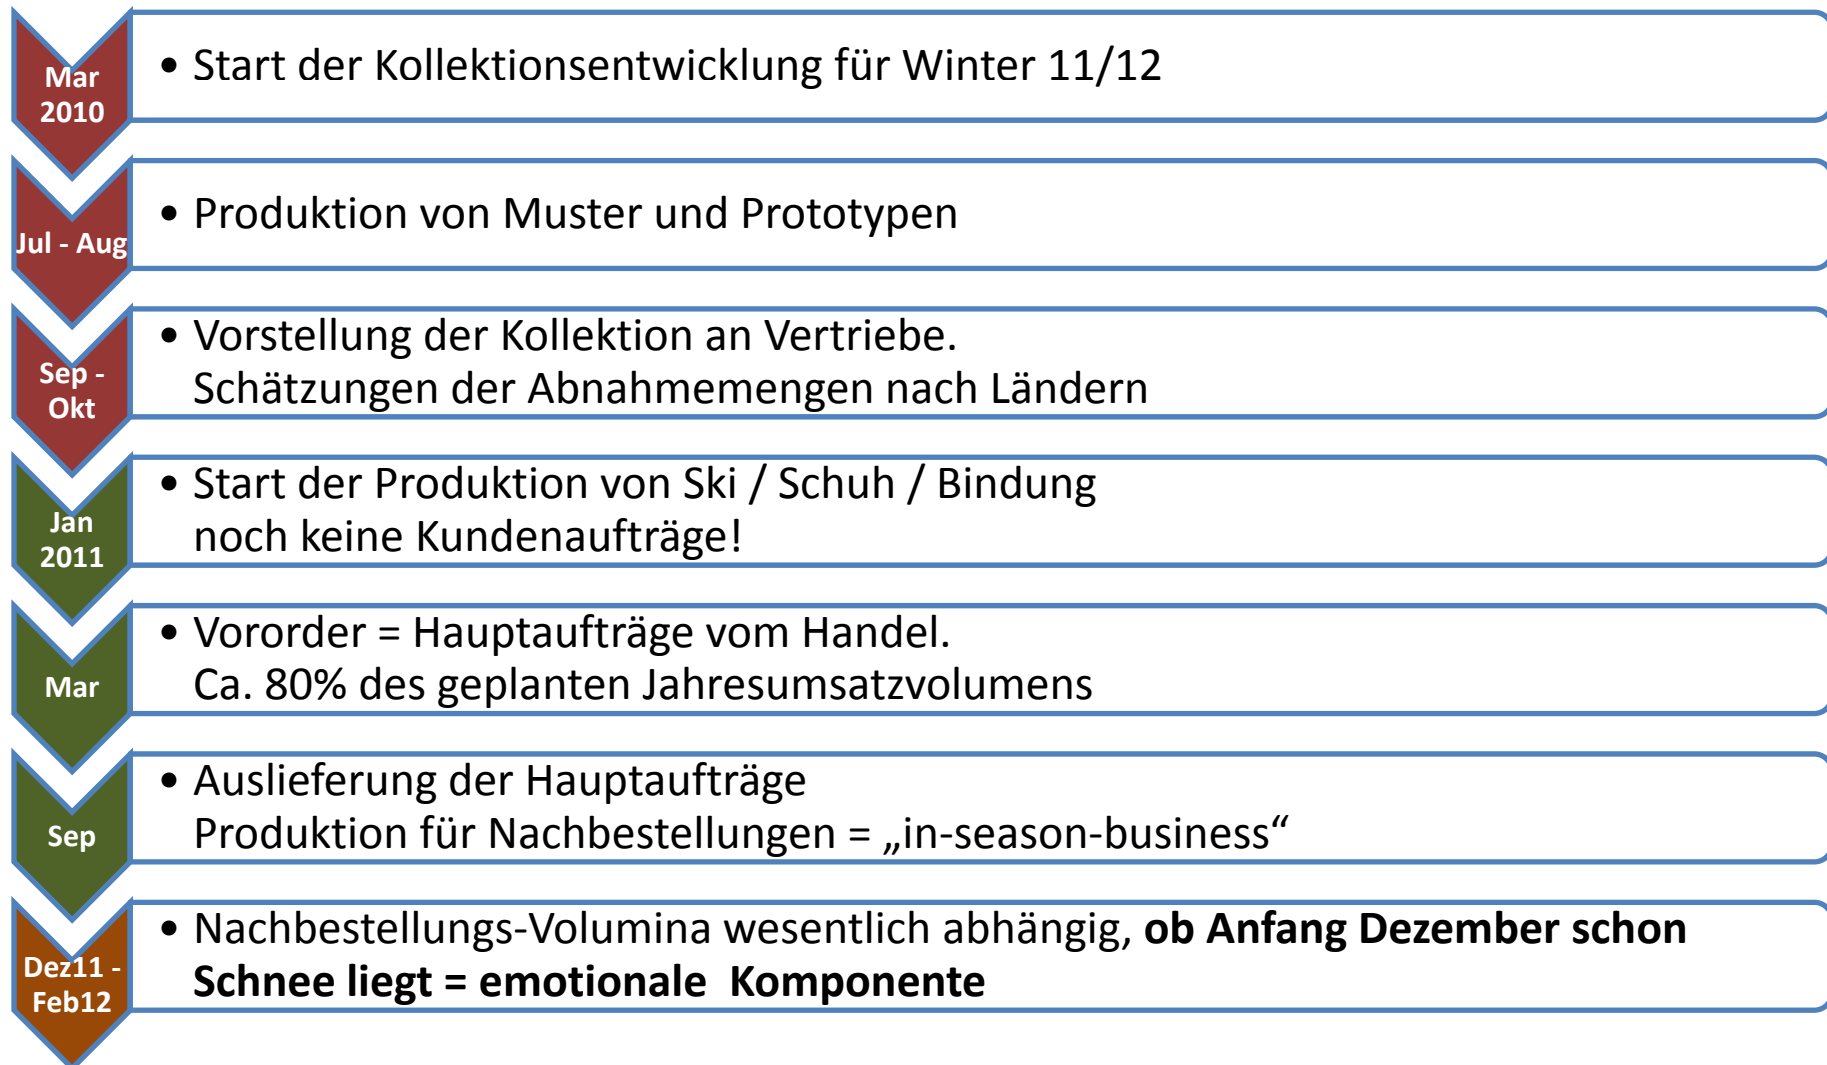 Mar
2010
• Start der Kollektionsentwicklung für Winter 11/12
Jul - Aug
• Produktion von Muster und Prototypen
Sep -
Okt
• Vorstellung der Kollektion an Vertriebe.
Schätzungen der Abnahmemengen nach Ländern
Jan
2011
• Start der Produktion von Ski / Schuh / Bindung
noch keine Kundenaufträge!
Mar
• Vororder = Hauptaufträge vom Handel.
Ca. 80% des geplanten Jahresumsatzvolumens
Sep
• Auslieferung der Hauptaufträge
Produktion für Nachbestellungen = „in-season-business“
Dez11 -
Feb12
• Nachbestellungs-Volumina wesentlich abhängig, ob Anfang Dezember schon
Schnee liegt = emotionale Komponente